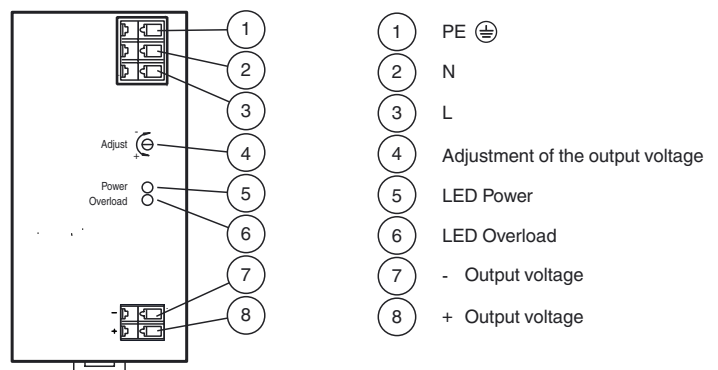 1
2
3
Adjust - +
4
Power
5
Overload
6
7
-
8
+
1 PE
2 N
3 L
4 Adjustment of the output voltage
5 LED Power
6 LED Overload
7 - Output voltage
8 + Output voltage